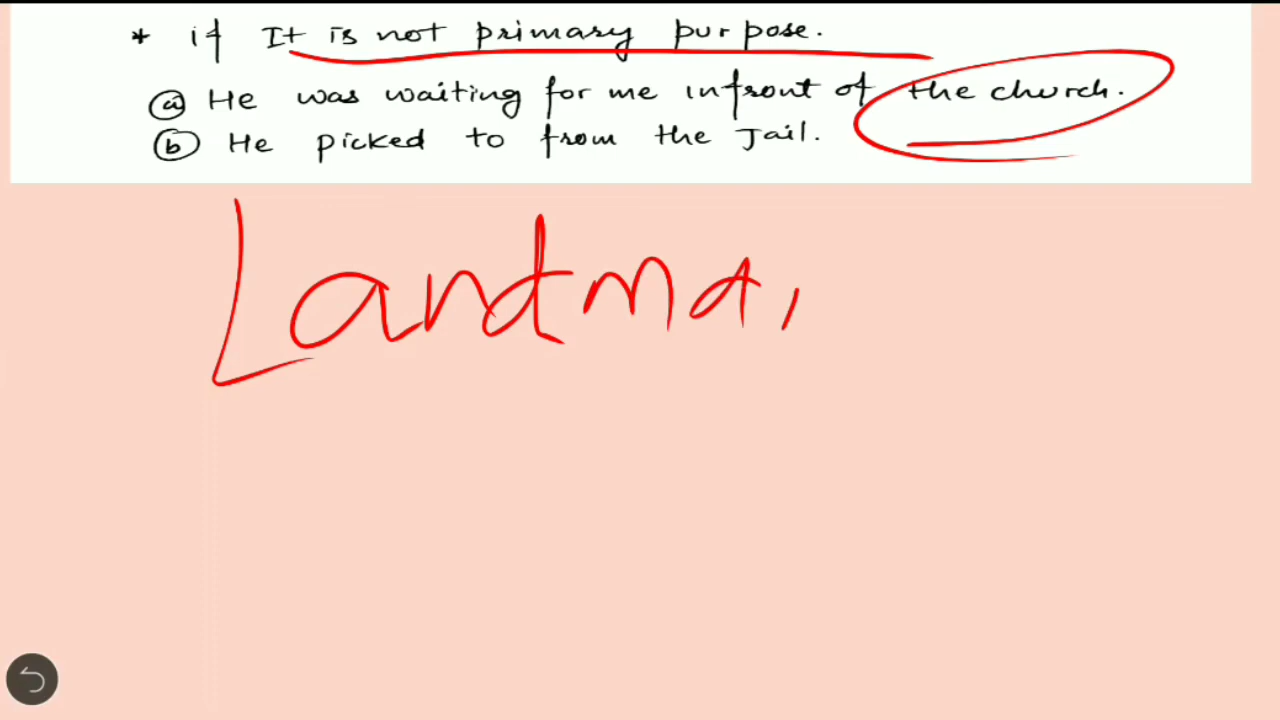 * if It is not primary purpose.
(a) He was waiting for me infront of the church.
(b) He picked to from the Jail.
Landma,